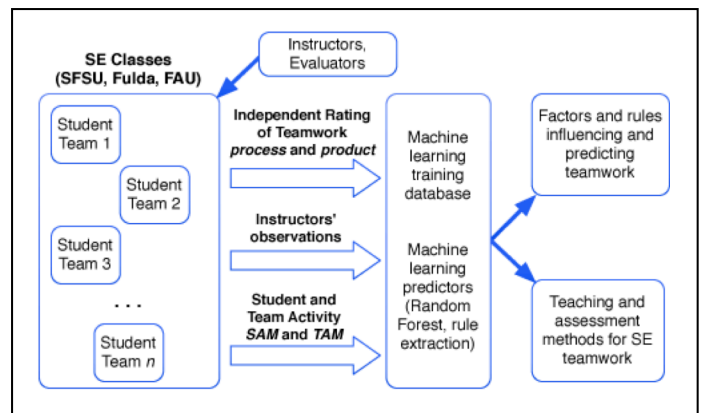 SE Classes
(SFSU, Fulda, FAU)
Instructors,
Evaluators
Student
Team 1
Student
Team 2
Student
Team 3
. . .
Student
Team n
Independent Rating
of Teamwork
process and product
Instructors'
observations
Student and
Team Activity
SAM and TAM
Machine
learning
training
database
Machine
learning
predictors
(Random
Forest, rule
extraction)
Factors and rules
influencing and
predicting
teamwork
Teaching and
assessment
methods for SE
teamwork